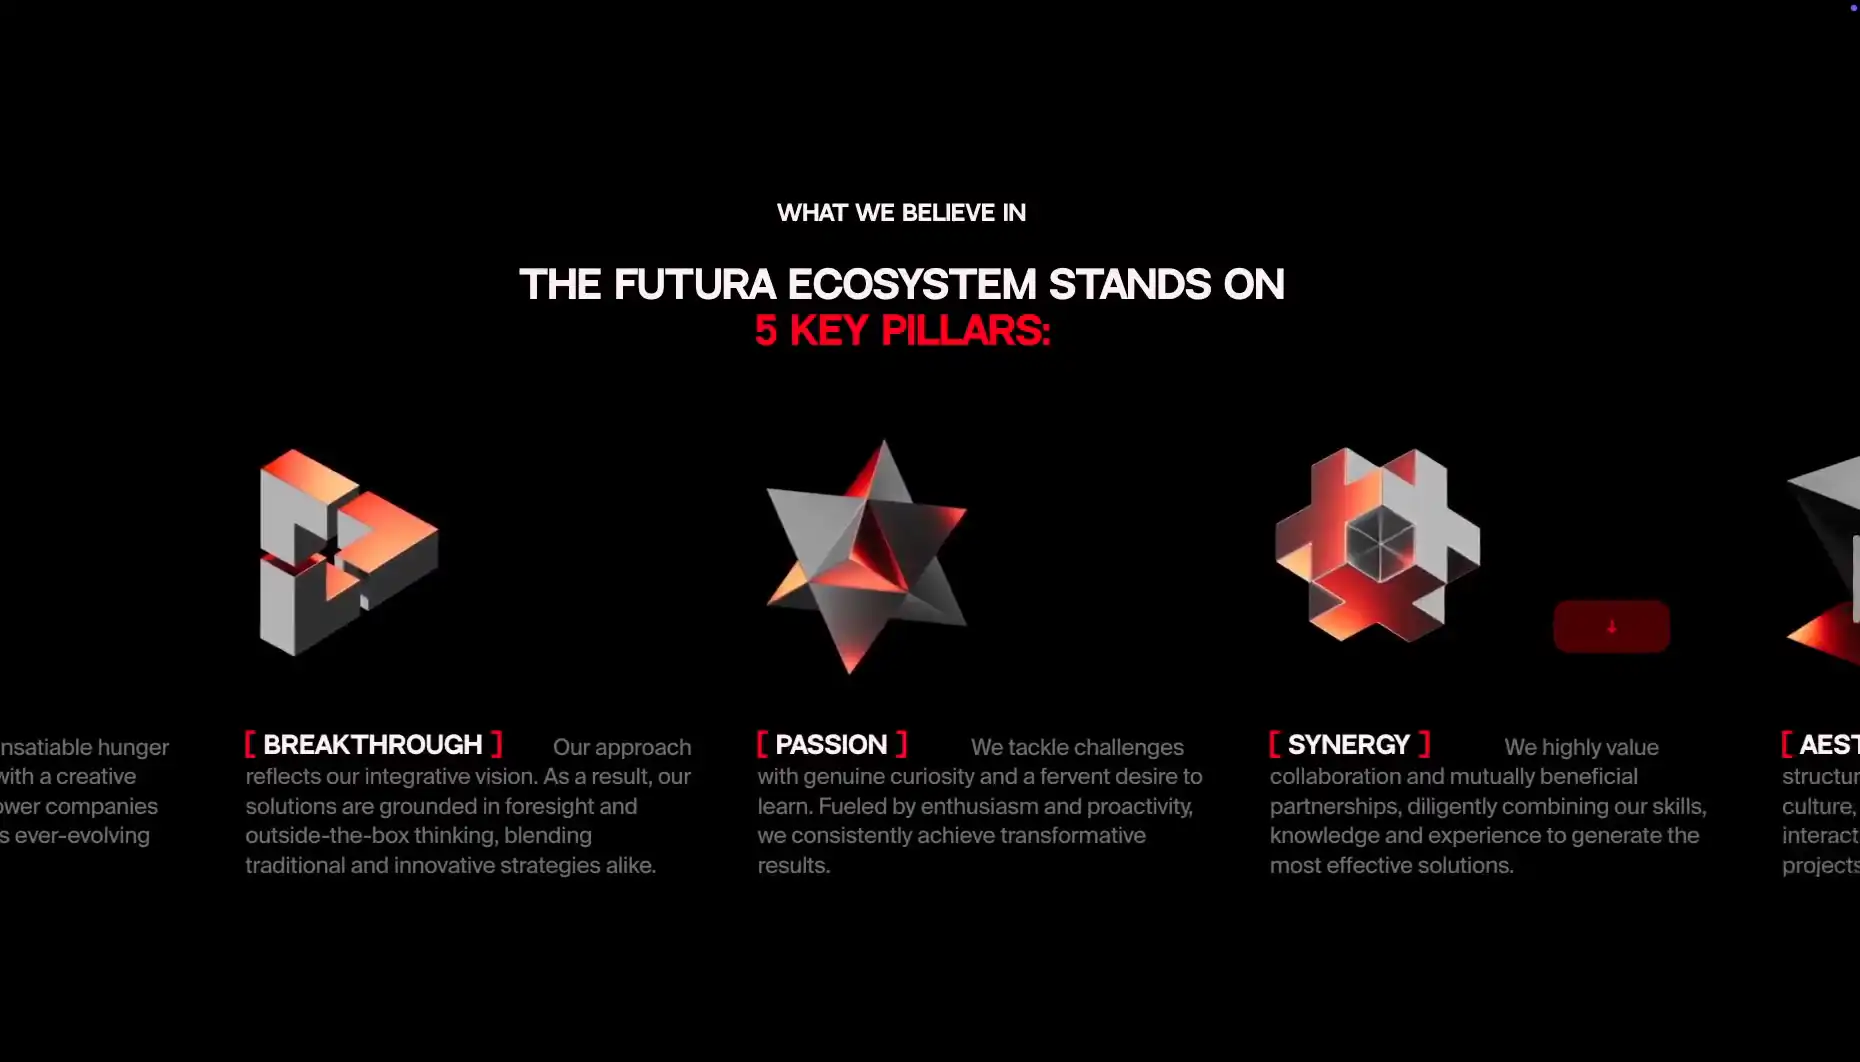 WHAT WE BELIEVE IN
THE FUTURA ECOSYSTEM STANDS ON
5 KEY PILLARS:
nsatiable hunger
with a creative
ower companies
s ever-evolving
[ BREAKTHROUGH ] Our approach
reflects our integrative vision. As a result, our
solutions are grounded in foresight and
outside-the-box thinking, blending
traditional and innovative strategies alike.
[ PASSION ] We tackle challenges
with genuine curiosity and a fervent desire to
learn. Fueled by enthusiasm and proactivity,
we consistently achieve transformative
results.
[ SYNERGY ] We highly value
collaboration and mutually beneficial
partnerships, diligently combining our skills,
knowledge and experience to generate the
most effective solutions.
[ AEST
structur
culture,
interact
projects